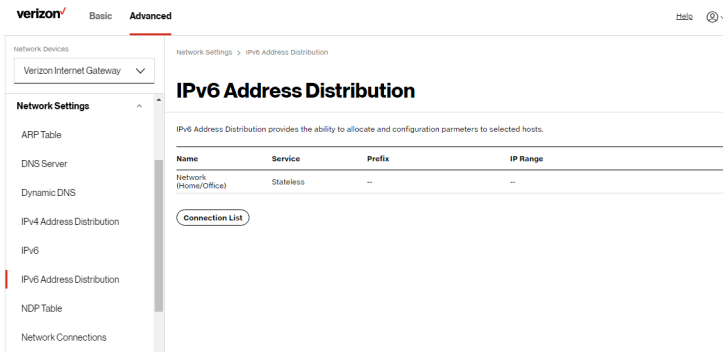 verizon
Basic
Advanced
Help
Network Devices
Verizon Internet Gateway
Network Settings
ARP Table
DNS Server
Dynamic DNS
IPv4 Address Distribution
IPv6
IPv6 Address Distribution
NDP Table
Network Connections
Network Settings > IPv6 Address Distribution
IPv6 Address Distribution
IPv6 Address Distribution provides the ability to allocate and configuration parmeters to selected hosts.
Name Service Prefix IP Range
Network
(Home/Office) Stateless -- --
Connection List